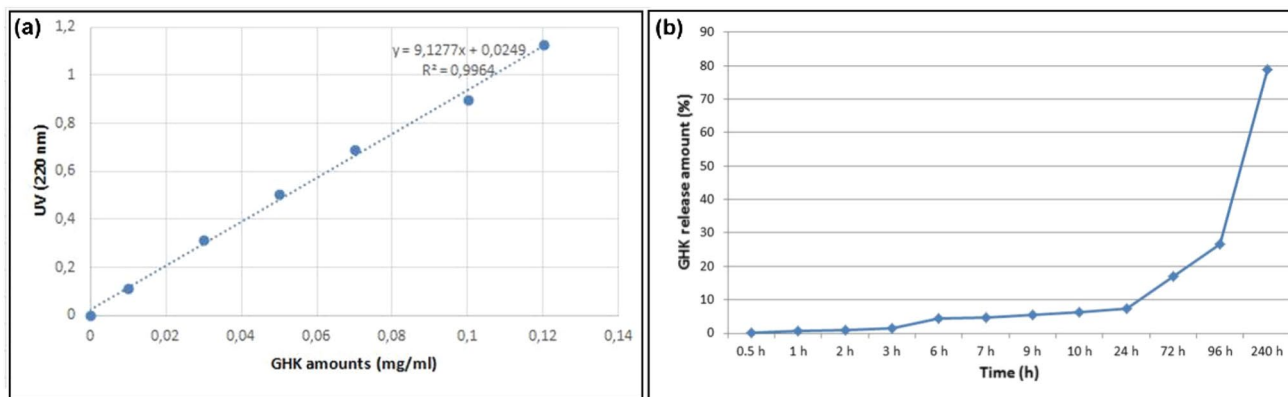 (a)
1,2
1
0,8
0,6
0,4
0,2
0
UV (220 nm)
y = 9,1277x + 0,0249
R² = 0,9964
0 0,02 0,04 0,06 0,08 0,1 0,12 0,14
GHK amounts (mg/ml)
(b)
90
80
70
60
50
40
30
20
10
0
GHK release amount (%)
0.5 h 1 h 2 h 3 h 6 h 7 h 9 h 10 h 24 h 72 h 96 h 240 h
Time (h)